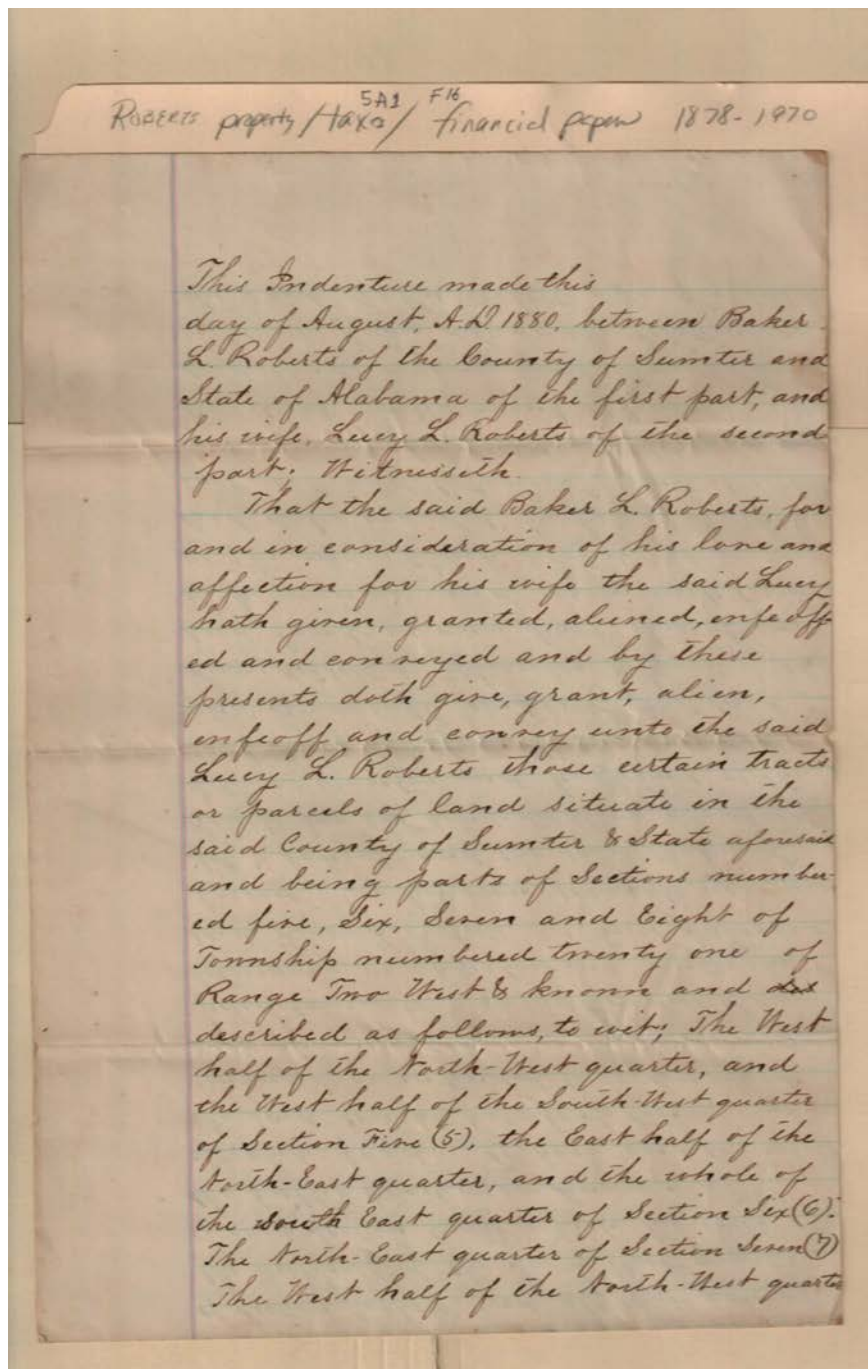 5A1 F16
ROBERTS property / taxes / financial papers 1878-1970
This Indenture made this
day of August, A.D. 1880, between Baker
L. Roberts of the County of Sumter and
State of Alabama of the first part, and
his wife, Lucy L. Roberts of the second
part; Witnesseth.
That the said Baker L. Roberts, for
and in consideration of his love and
affection for his wife the said Lucy
hath given, granted, aliened, enfeoff
ed and conveyed and by these
presents doth give, grant, alien,
enfeoff and convey unto the said
Lucy L. Roberts those certain tracts
or parcels of land situate in the
said County of Sumter & State aforesaid
and being parts of Sections number-
ed five, Six, Seven and Eight of
Township numbered twenty one of
Range Two West & known and des
described as follows, to wit; The West
half of the North-West quarter, and
the West half of the South-West quarter
of Section Five (5), the East half of the
North-East quarter, and the whole of
the South East quarter of Section Six (6).
The North-East quarter of Section Seven (7)
The West half of the North-West quarter